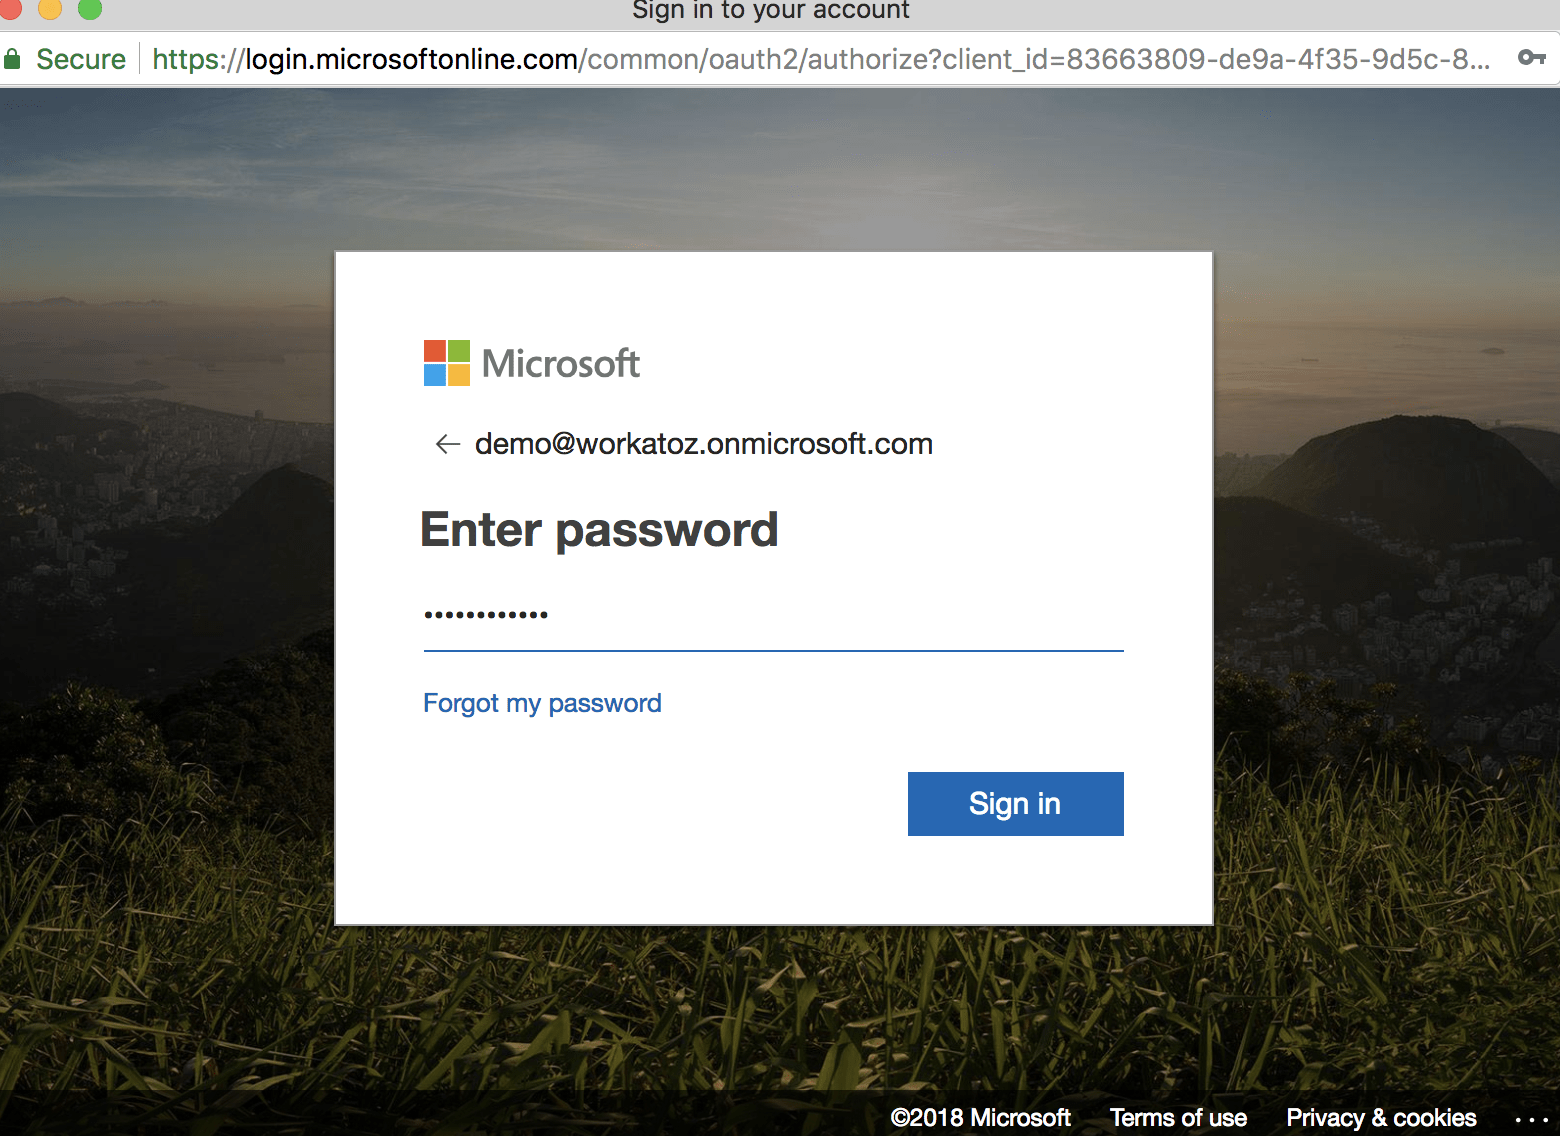 Sign in to your account
Secure https://login.microsoftonline.com/common/oauth2/authorize?client_id=83663809-de9a-4f35-9d5c-8...
Microsoft
demo@workatoz.onmicrosoft.com
Enter password
••••••••••••
Forgot my password
Sign in
©2018 Microsoft Terms of use Privacy & cookies ...